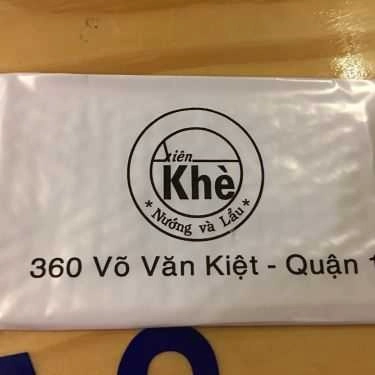 Xiên
Khè
* Nướng và Lẩu *
360 Võ Văn Kiệt - Quận 1